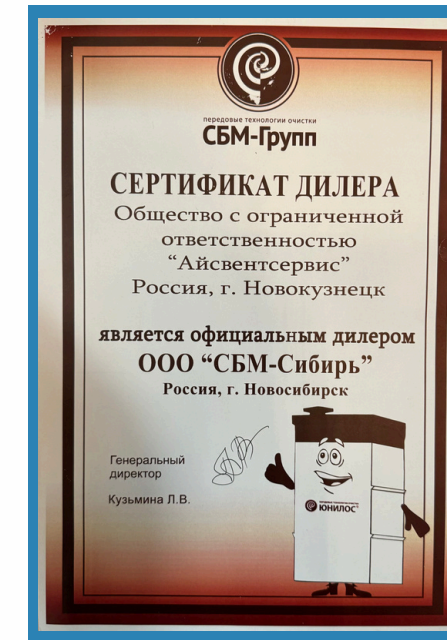 передовые технологии очистки
СБМ-Групп
СЕРТИФИКАТ ДИЛЕРА
Общество с ограниченной
ответственностью
“Айсвентсервис”
Россия, г. Новокузнецк
является официальным дилером
ООО “СБМ-Сибирь”
Россия, г. Новосибирск
Генеральный
директор
Кузьмина Л.В.
ЮНИЛОС